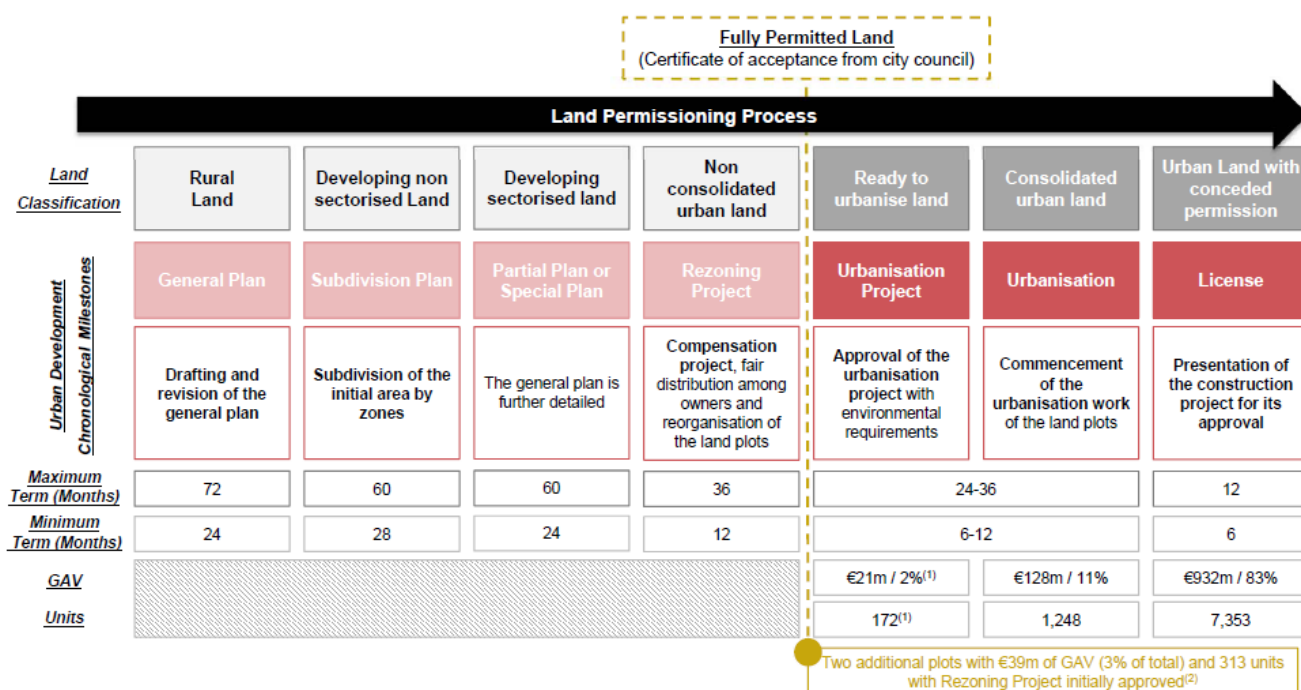 Fully Permitted Land
(Certificate of acceptance from city council)
Land Permissioning Process
Land
Classification
Rural
Land
Developing non
sectorised Land
Developing
sectorised land
Non
consolidated
urban land
Ready to
urbanise land
Consolidated
urban land
Urban Land with
conceded
permission
Urban Development
Chronological Milestones
General Plan
Subdivision Plan
Partial Plan or
Special Plan
Rezoning
Project
Urbanisation
Project
Urbanisation
License
Drafting and
revision of the
general plan
Subdivision of the
initial area by
zones
The general plan is
further detailed
Compensation
project, fair
distribution among
owners and
reorganisation of
the land plots
Approval of the
urbanisation
project with
environmental
requirements
Commencement
of the
urbanisation work
of the land plots
Presentation of
the construction
project for its
approval
Maximum
Term (Months)
72
60
60
36
24-36
12
Minimum
Term (Months)
24
28
24
12
6-12
6
GAV
€21m / 2%(1)
€128m / 11%
€932m / 83%
Units
172(1)
1,248
7,353
Two additional plots with €39m of GAV (3% of total) and 313 units
with Rezoning Project initially approved(2)